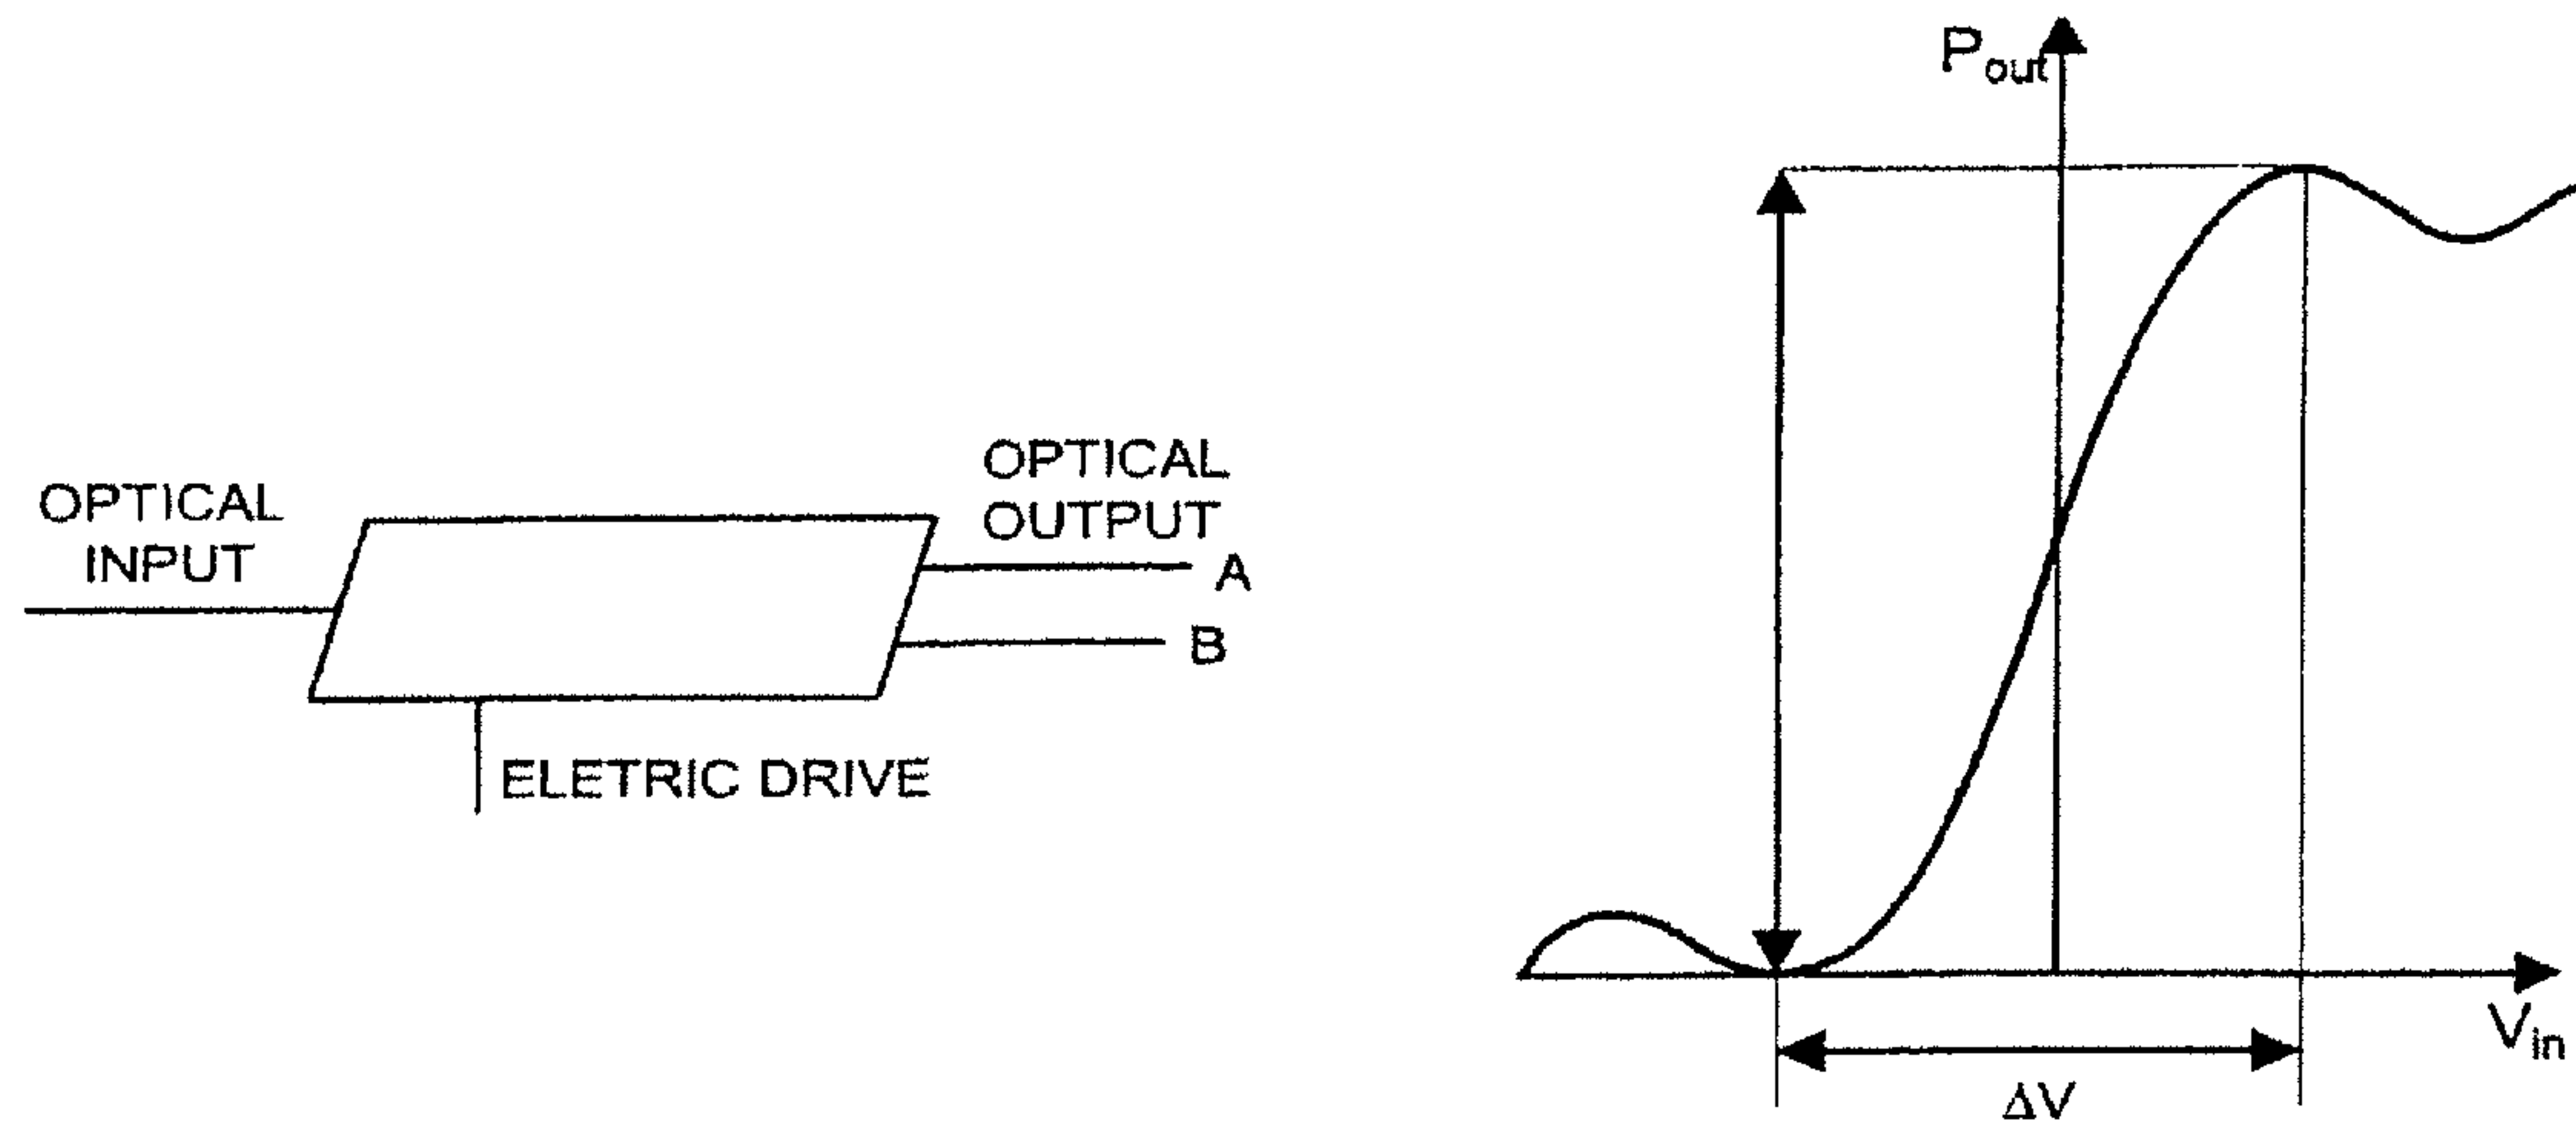 OPTICAL
INPUT
OPTICAL
OUTPUT
A
B
ELETRIC DRIVE
Pout
Vin
ΔV